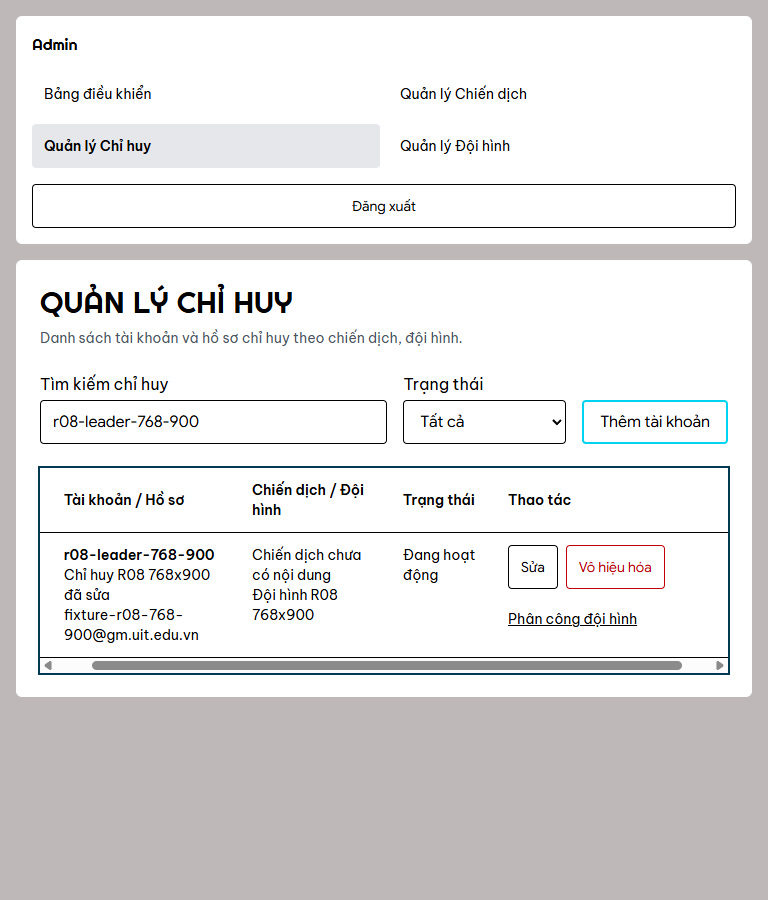 Admin
Bảng điều khiển
Quản lý Chiến dịch
Quản lý Chỉ huy
Quản lý Đội hình
Đăng xuất
QUẢN LÝ CHỈ HUY
Danh sách tài khoản và hồ sơ chỉ huy theo chiến dịch, đội hình.
Tìm kiếm chỉ huy
Trạng thái
r08-leader-768-900
Tất cả
Thêm tài khoản
Tài khoản / Hồ sơ
Chiến dịch / Đội
hình
Trạng thái
Thao tác
r08-leader-768-900
Chỉ huy R08 768x900
đã sửa
fixture-r08-768-
900@gm.uit.edu.vn
Chiến dịch chưa
có nội dung
Đội hình R08
768x900
Đang hoạt
động
Sửa
Vô hiệu hóa
Phân công đội hình